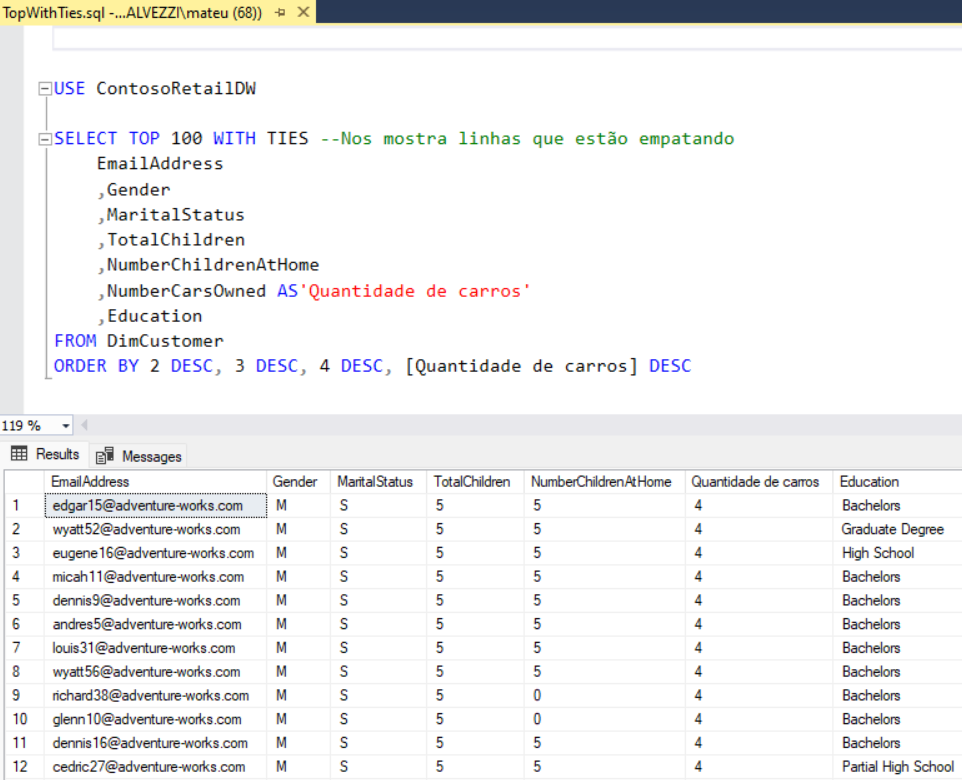 TopWithTies.sql -...ALVEZZI\mateu (68))
USE ContosoRetailDW
SELECT TOP 100 WITH TIES --Nos mostra linhas que estão empatando
EmailAddress
,Gender
,MaritalStatus
,TotalChildren
,NumberChildrenAtHome
,NumberCarsOwned AS'Quantidade de carros'
,Education
FROM DimCustomer
ORDER BY 2 DESC, 3 DESC, 4 DESC, [Quantidade de carros] DESC
119 %
Results Messages
EmailAddress Gender MaritalStatus TotalChildren NumberChildrenAtHome Quantidade de carros Education
1 edgar15@adventure-works.com M S 5 5 4 Bachelors
2 wyatt52@adventure-works.com M S 5 5 4 Graduate Degree
3 eugene16@adventure-works.com M S 5 5 4 High School
4 micah11@adventure-works.com M S 5 5 4 Bachelors
5 dennis9@adventure-works.com M S 5 5 4 Bachelors
6 andres5@adventure-works.com M S 5 5 4 Bachelors
7 louis31@adventure-works.com M S 5 5 4 Bachelors
8 wyatt56@adventure-works.com M S 5 5 4 Bachelors
9 richard38@adventure-works.com M S 5 0 4 Bachelors
10 glenn10@adventure-works.com M S 5 0 4 Bachelors
11 dennis16@adventure-works.com M S 5 5 4 Bachelors
12 cedric27@adventure-works.com M S 5 5 4 Partial High School